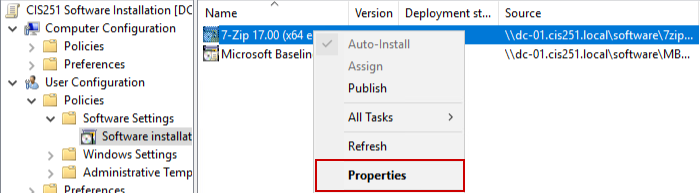 CIS251 Software Installation [DC
Computer Configuration
Policies
Preferences
User Configuration
Policies
Software Settings
Software installat
Windows Settings
Administrative Temp
Preferences
Name Version Deployment st... Source
7-Zip 17.00 (x64 e \\dc-01.cis251.local\software\7zip...
Microsoft Baselin \\dc-01.cis251.local\software\MB...
Auto-Install
Assign
Publish
All Tasks
Refresh
Properties